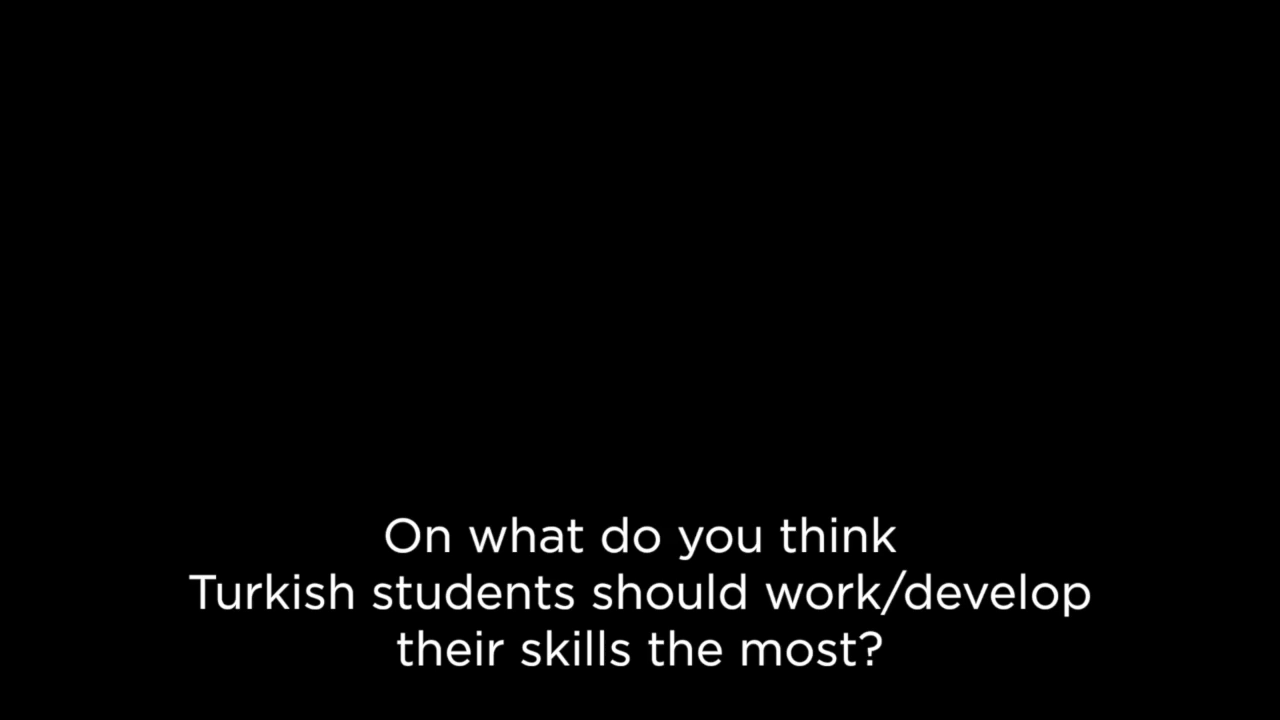 On what do you think
Turkish students should work/develop
their skills the most?